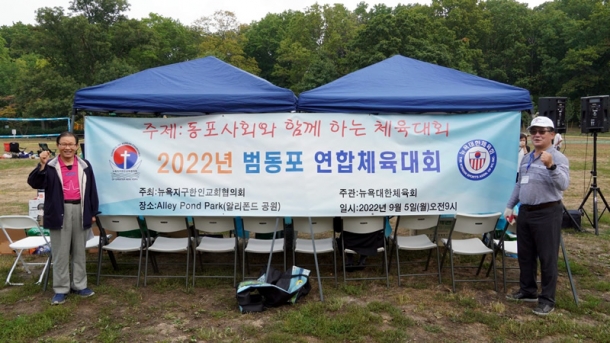 주제:동포사회와 함께 하는 체육대회
2022년 범동포 연합체육대회
주최:뉴욕지구한인교회협의회 주관:뉴욕대한체육회
장소:Alley Pond Park(알리폰드 공원) 일시:2022년 9월 5일(월)오전9시